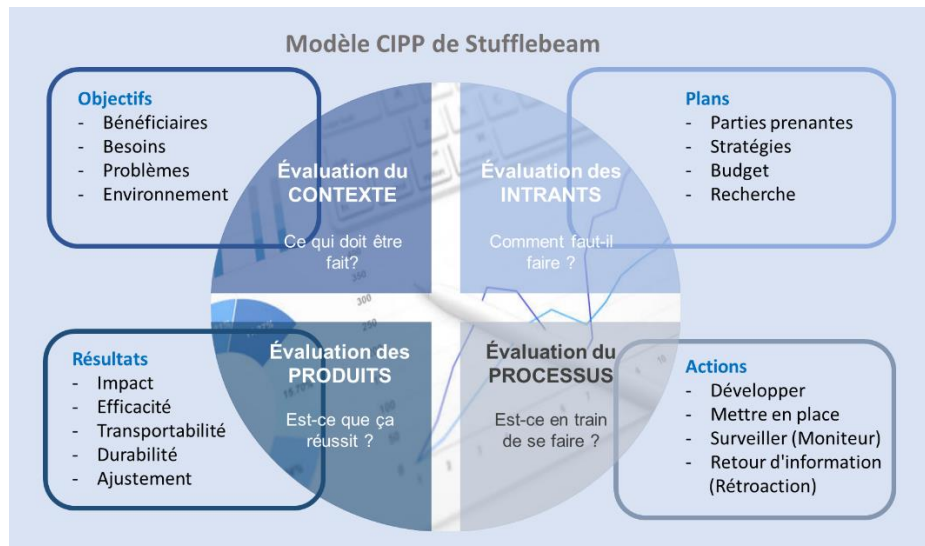 Modèle CIPP de Stufflebeam
Objectifs
- Bénéficiaires
- Besoins
- Problèmes
- Environnement
Évaluation du
CONTEXTE
Ce qui doit être
fait?
Évaluation des
INTRANTS
Comment faut-il
faire ?
Plans
- Parties prenantes
- Stratégies
- Budget
- Recherche
Résultats
- Impact
- Efficacité
- Transportabilité
- Durabilité
- Ajustement
Évaluation des
PRODUITS
Est-ce que ça
réussit ?
Évaluation du
PROCESSUS
Est-ce en train
de se faire ?
Actions
- Développer
- Mettre en place
- Surveiller (Moniteur)
- Retour d'information
(Rétroaction)
300